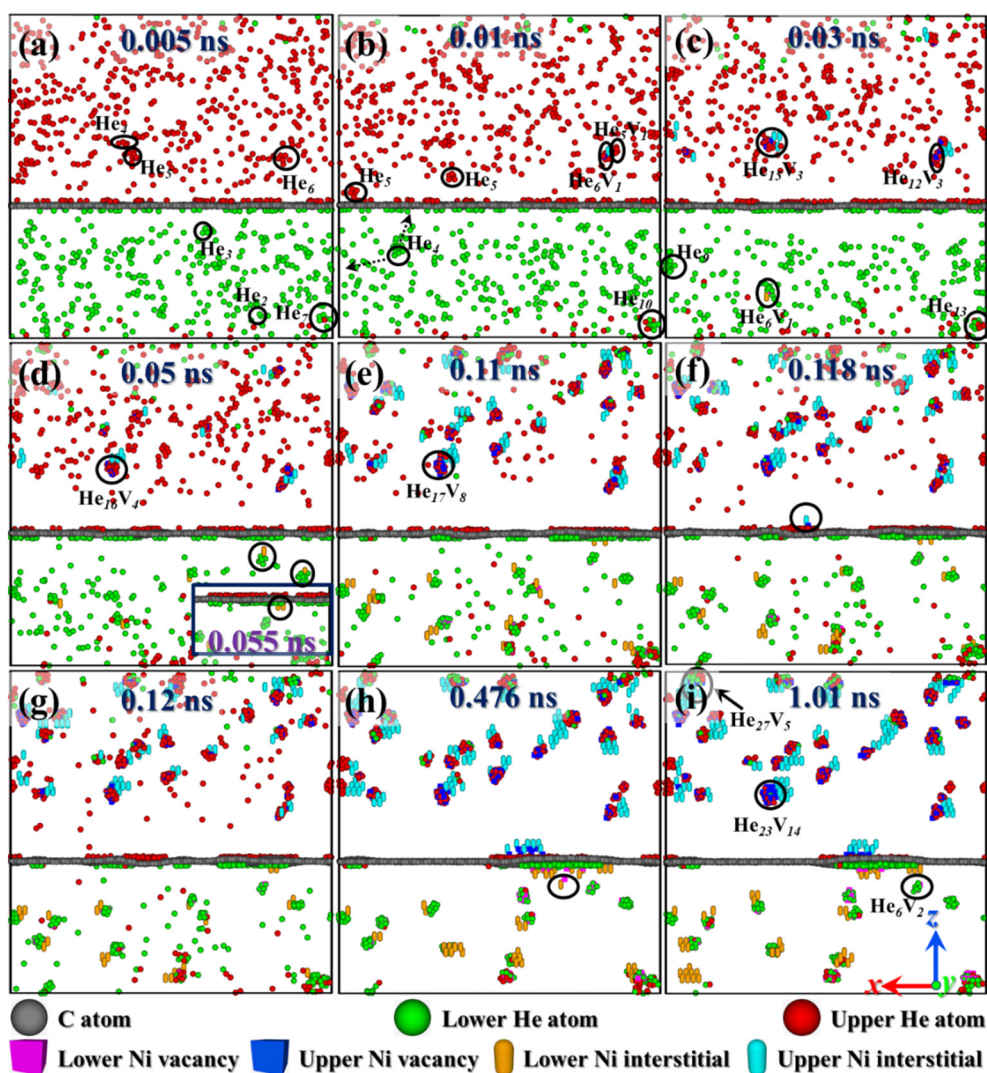 (a) 0.005 ns
He₂
He₅
He₆
He₃
He₂
He₇
(b) 0.01 ns
He₅V₁
He₆V₁
He₅
He₅
He₄
He₁₀
(c) 0.03 ns
He₁₅V₃
He₁₂V₃
He₉
He₆V₁
He₁₃
(d) 0.05 ns
He₁₆V₄
0.055 ns
(e) 0.11 ns
He₁₇V₈
(f) 0.118 ns
(g) 0.12 ns
(h) 0.476 ns
(i) 1.01 ns
He₂₇V₅
He₂₃V₁₄
He₆V₂
z
x
y
C atom Lower He atom Upper He atom
Lower Ni vacancy Upper Ni vacancy Lower Ni interstitial Upper Ni interstitial